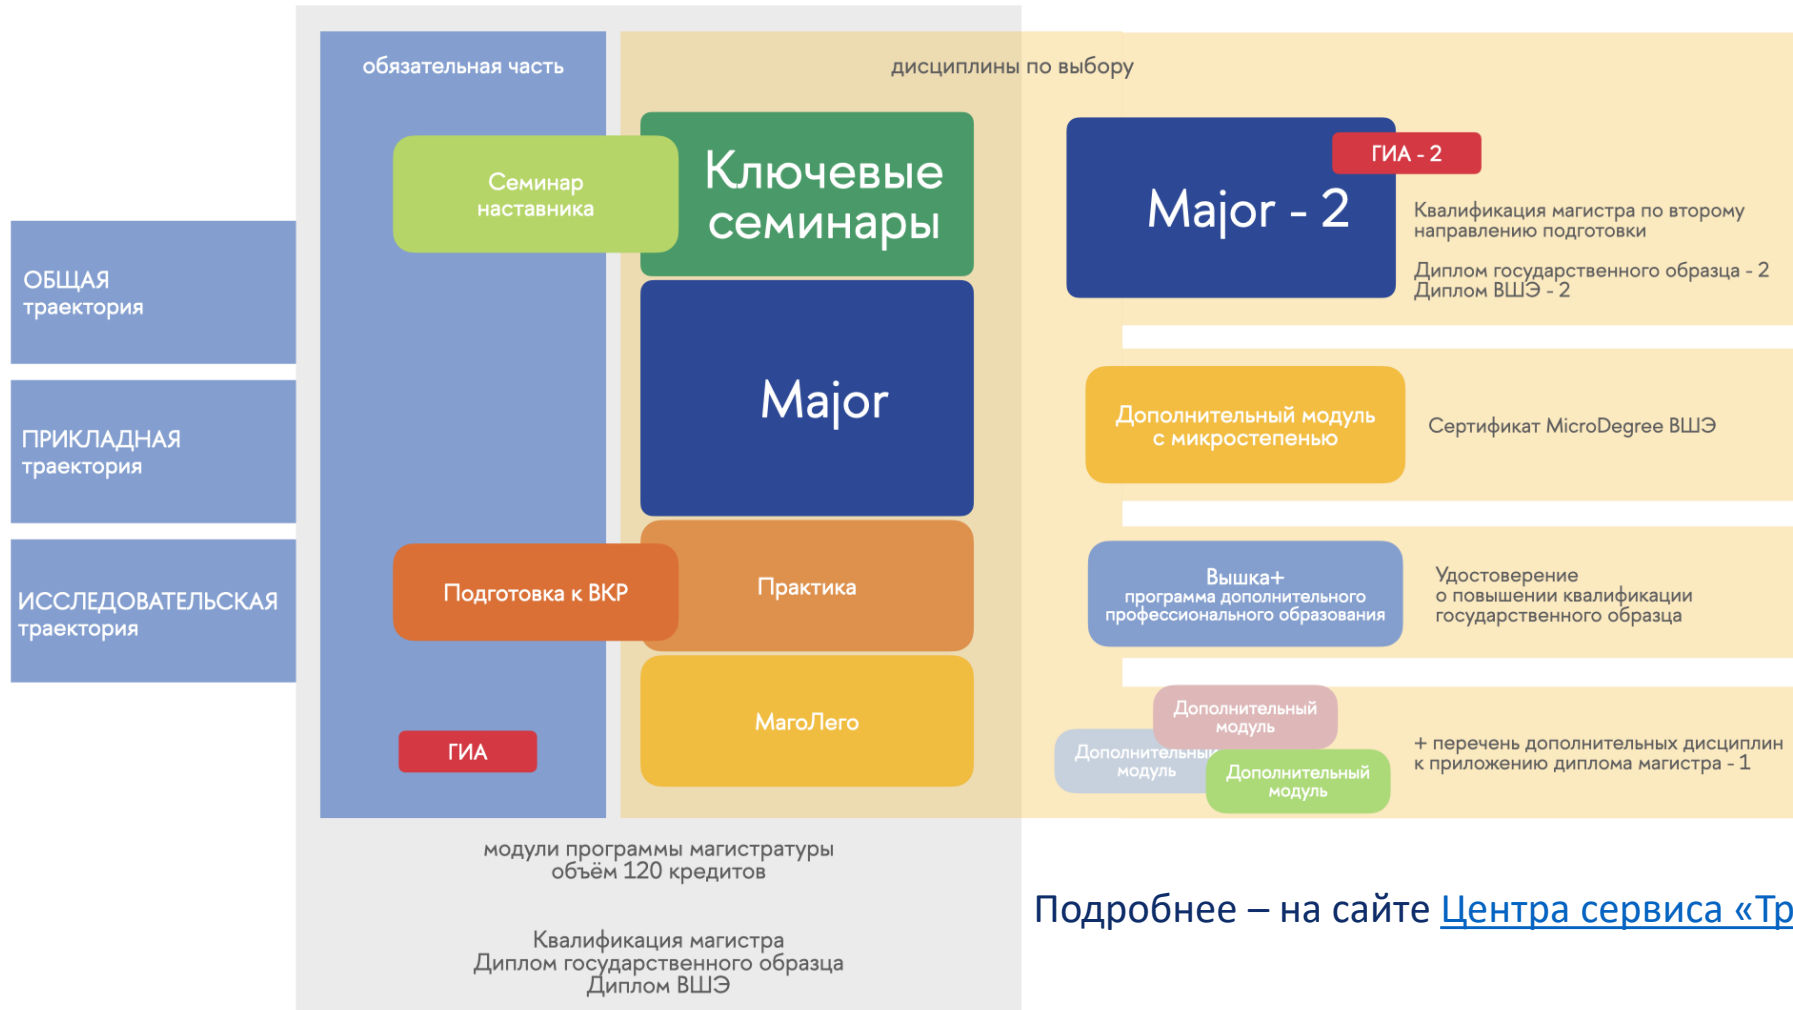 обязательная часть
дисциплины по выбору
ОБЩАЯ
траектория
ПРИКЛАДНАЯ
траектория
ИССЛЕДОВАТЕЛЬСКАЯ
траектория
Семинар
наставника
Подготовка к ВКР
ГИА
Ключевые
семинары
Major
Практика
МагоЛего
модули программы магистратуры
объём 120 кредитов
Квалификация магистра
Диплом государственного образца
Диплом ВШЭ
Major - 2
ГИА - 2
Квалификация магистра по второму
направлению подготовки
Диплом государственного образца - 2
Диплом ВШЭ - 2
Дополнительный модуль
с микростепенью
Сертификат MicroDegree ВШЭ
Вышка+
программа дополнительного
профессионального образования
Удостоверение
о повышении квалификации
государственного образца
Дополнительный
модуль
Дополнительный
модуль
Дополнительный
модуль
+ перечень дополнительных дисциплин
к приложению диплома магистра - 1
Подробнее – на сайте Центра сервиса